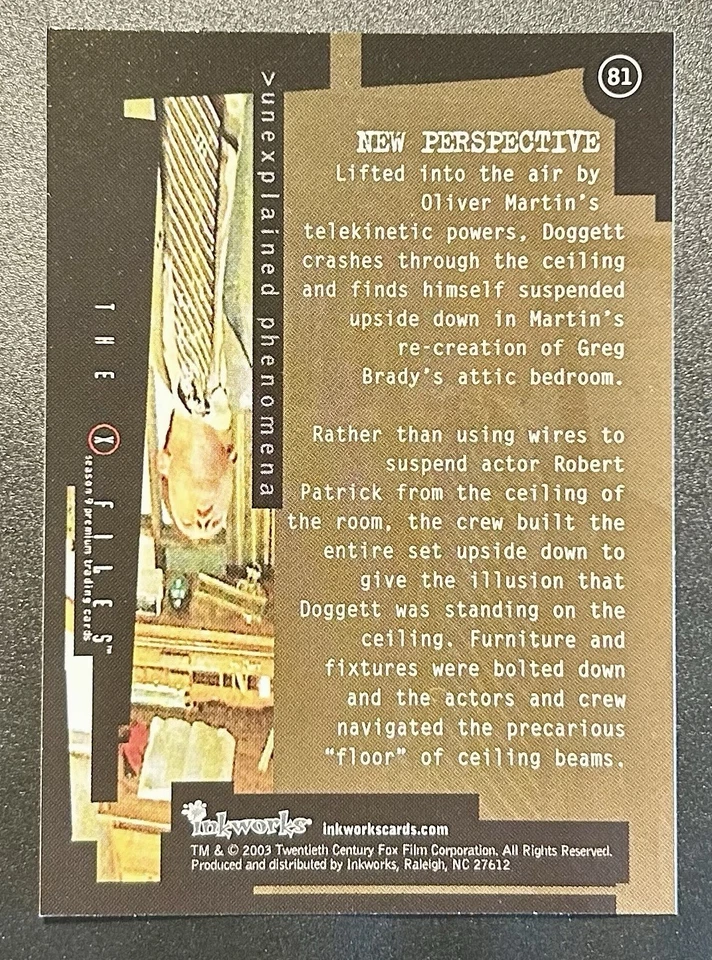 81
>unexplained phenomena
NEW PERSPECTIVE
Lifted into the air by
Oliver Martin's
telekinetic powers, Doggett
crashes through the ceiling
and finds himself suspended
upside down in Martin's
re-creation of Greg
Brady's attic bedroom.
Rather than using wires to
suspend actor Robert
Patrick from the ceiling of
the room, the crew built the
entire set upside down to
give the illusion that
Doggett was standing on the
ceiling. Furniture and
fixtures were bolted down
and the actors and crew
navigated the precarious
"floor" of ceiling beams.
THE X FILES™
season 9 premium trading cards
inkworks® inkworkscards.com
TM & © 2003 Twentieth Century Fox Film Corporation. All Rights Reserved.
Produced and distributed by Inkworks, Raleigh, NC 27612